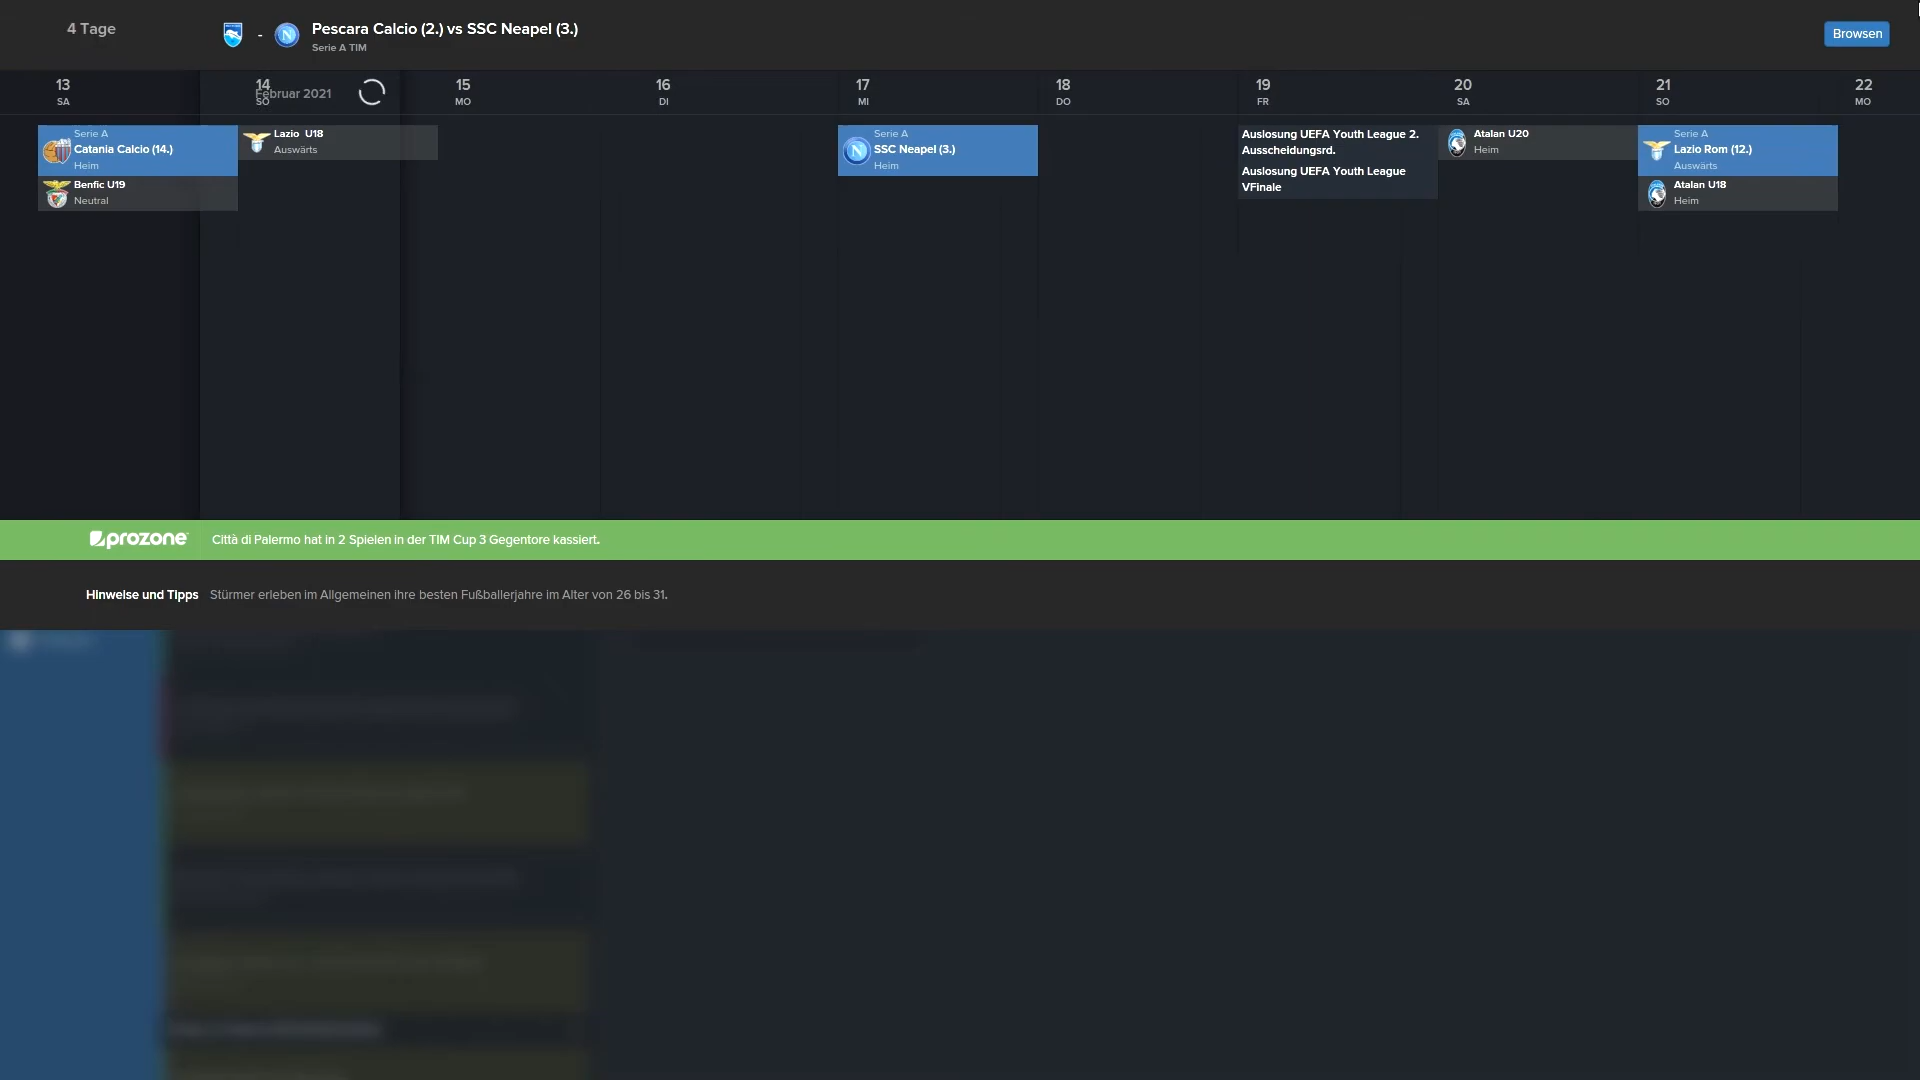 4 Tage
-
Pescara Calcio (2.) vs SSC Neapel (3.)
Serie A TIM
Browsen
13
SA
14
SO
Februar 2021
15
MO
16
DI
17
MI
18
DO
19
FR
20
SA
21
SO
22
MO
Serie A
Catania Calcio (14.)
Heim
Benfic U19
Neutral
Lazio U18
Auswärts
Serie A
SSC Neapel (3.)
Heim
Auslosung UEFA Youth League 2.
Ausscheidungsrd.
Auslosung UEFA Youth League
VFinale
Atalan U20
Heim
Serie A
Lazio Rom (12.)
Auswärts
Atalan U18
Heim
prozone
Città di Palermo hat in 2 Spielen in der TIM Cup 3 Gegentore kassiert.
Hinweise und Tipps
Stürmer erleben im Allgemeinen ihre besten Fußballerjahre im Alter von 26 bis 31.